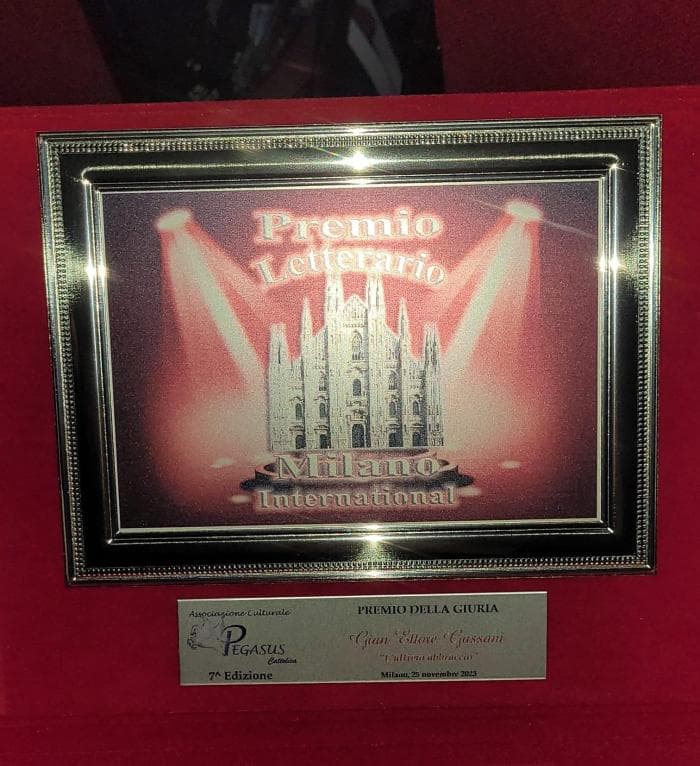 Premio
Letterario
Milano
International
Associazione Culturale
PEGASUS
Cattolica
7^ Edizione
PREMIO DELLA GIURIA
Gian Ettore Gassani
"L'ultimo abbraccio"
Milano, 25 novembre 2023